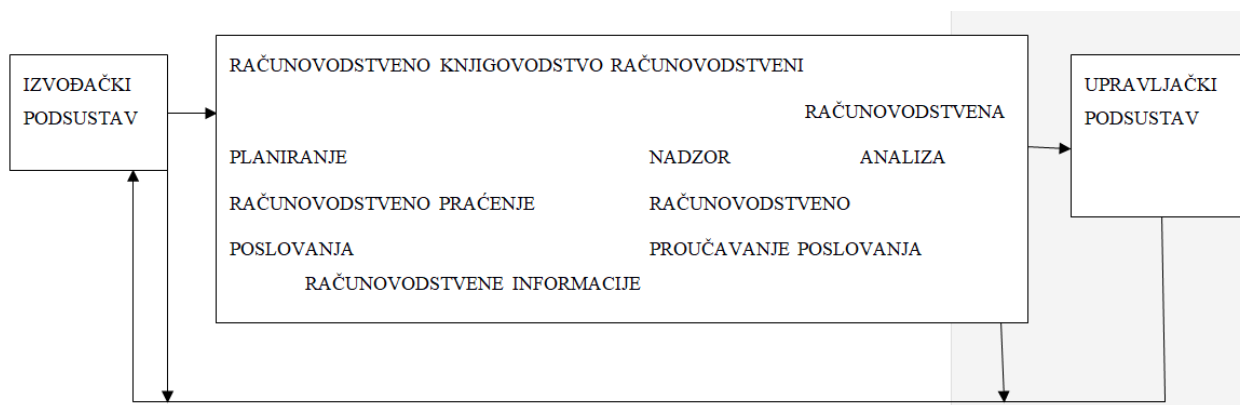 IZVOĐAČKI
PODSUSTAV
RAČUNOVODSTVENO KNJIGOVODSTVO RAČUNOVODSTVENI
RAČUNOVODSTVENA
PLANIRANJE NADZOR ANALIZA
RAČUNOVODSTVENO PRAĆENJE RAČUNOVODSTVENO
POSLOVANJA PROUČAVANJE POSLOVANJA
RAČUNOVODSTVENE INFORMACIJE
UPRAVLJAČKI
PODSUSTAV